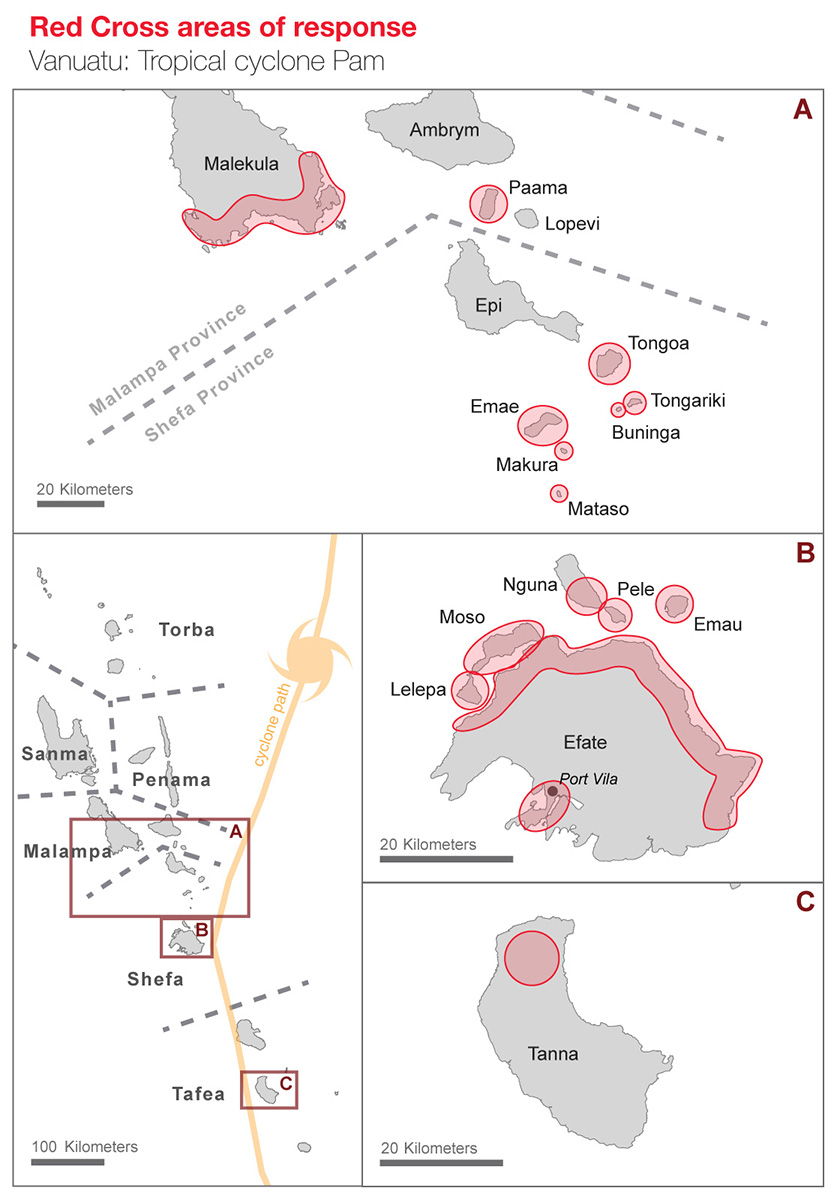 Red Cross areas of response
Vanuatu: Tropical cyclone Pam
A
Ambrym
Malekula
Paama
Lopevi
Epi
Malampa Province
Shefa Province
Tongoa
Tongariki
Emae
Buninga
Makura
20 Kilometers
Mataso
Torba
cyclone path
Sanma
Penama
A
Malampa
B
Shefa
C
Tafea
100 Kilometers
B
Nguna
Pele
Moso
Emau
Lelepa
Efate
Port Vila
20 Kilometers
C
Tanna
20 Kilometers